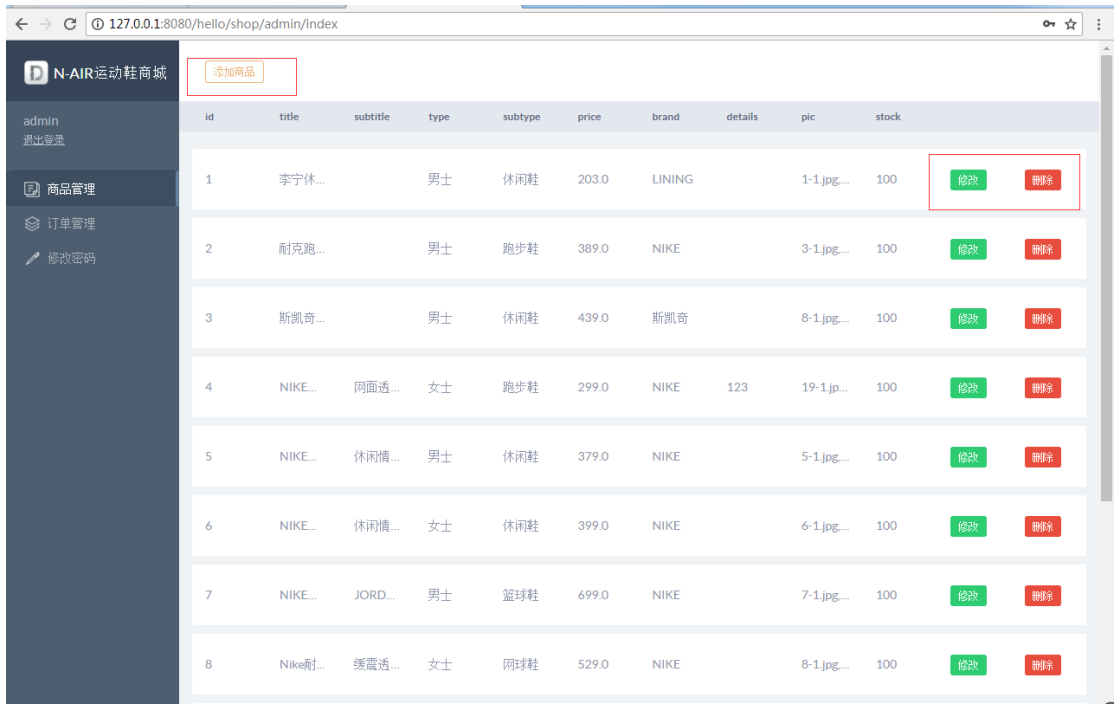 127.0.0.1:8080/hello/shop/admin/index
N-AIR运动鞋商城
添加商品
admin
退出登录
商品管理
订单管理
修改密码
id title subtitle type subtype price brand details pic stock
1 李宁休... 男士 休闲鞋 203.0 LINING 1-1.jpg,... 100 修改 删除
2 耐克跑... 男士 跑步鞋 389.0 NIKE 3-1.jpg,... 100 修改 删除
3 斯凯奇... 男士 休闲鞋 439.0 斯凯奇 8-1.jpg,... 100 修改 删除
4 NIKE... 网面透... 女士 跑步鞋 299.0 NIKE 123 19-1.jp... 100 修改 删除
5 NIKE... 休闲情... 男士 休闲鞋 379.0 NIKE 5-1.jpg,... 100 修改 删除
6 NIKE... 休闲情... 女士 休闲鞋 399.0 NIKE 6-1.jpg,... 100 修改 删除
7 NIKE... JORD... 男士 篮球鞋 699.0 NIKE 7-1.jpg,... 100 修改 删除
8 Nike耐... 缓震透... 女士 网球鞋 529.0 NIKE 8-1.jpg,... 100 修改 删除